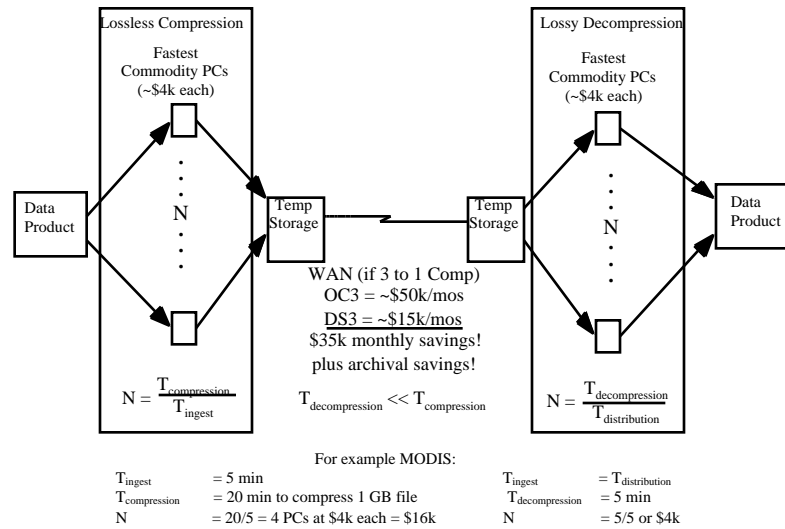 Lossless Compression
Fastest
Commodity PCs
(~$4k each)
Data
Product
N
Temp
Storage
N = T_compression / T_ingest
WAN (if 3 to 1 Comp)
OC3 = ~$50k/mos
DS3 = ~$15k/mos
$35k monthly savings!
plus archival savings!
T_decompression << T_compression
Lossy Decompression
Fastest
Commodity PCs
(~$4k each)
Temp
Storage
N
Data
Product
N = T_decompression / T_distribution
For example MODIS:
T_ingest = 5 min
T_compression = 20 min to compress 1 GB file
N = 20/5 = 4 PCs at $4k each = $16k
T_ingest = T_distribution
T_decompression = 5 min
N = 5/5 or $4k